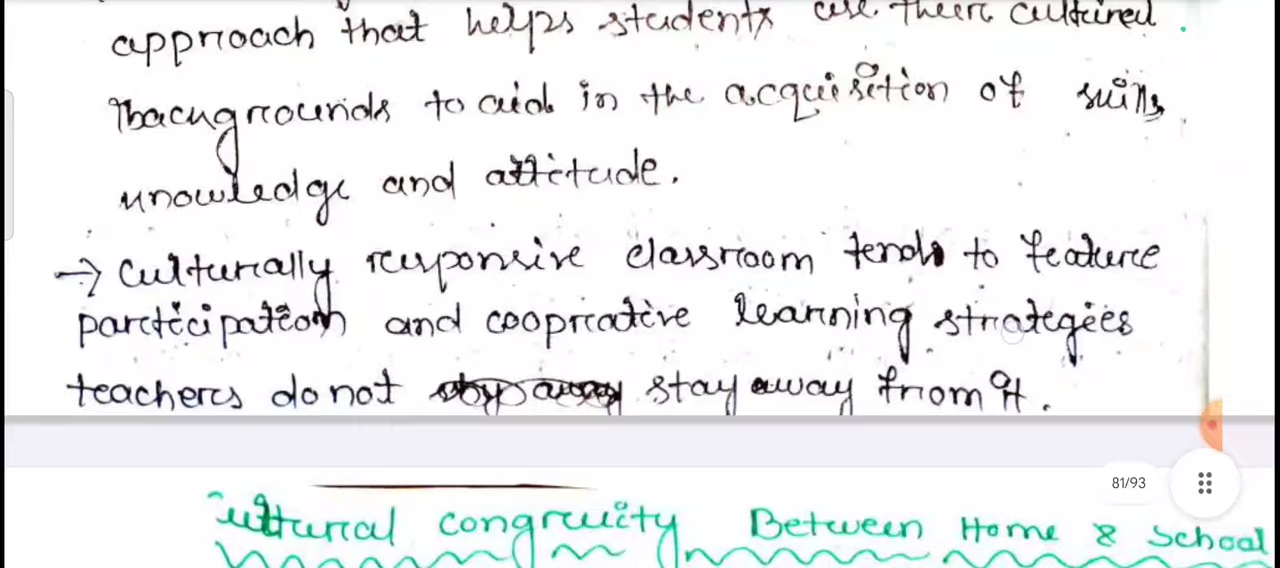 approach that helps students use their cultural
backgrounds to aid in the acquisition of skills
knowledge and attitude.
→ Culturally responsive classroom tends to feature
participation and cooprative learning strategies
teachers do not stay away from it.
81/93
Cultural congruity Between Home & School